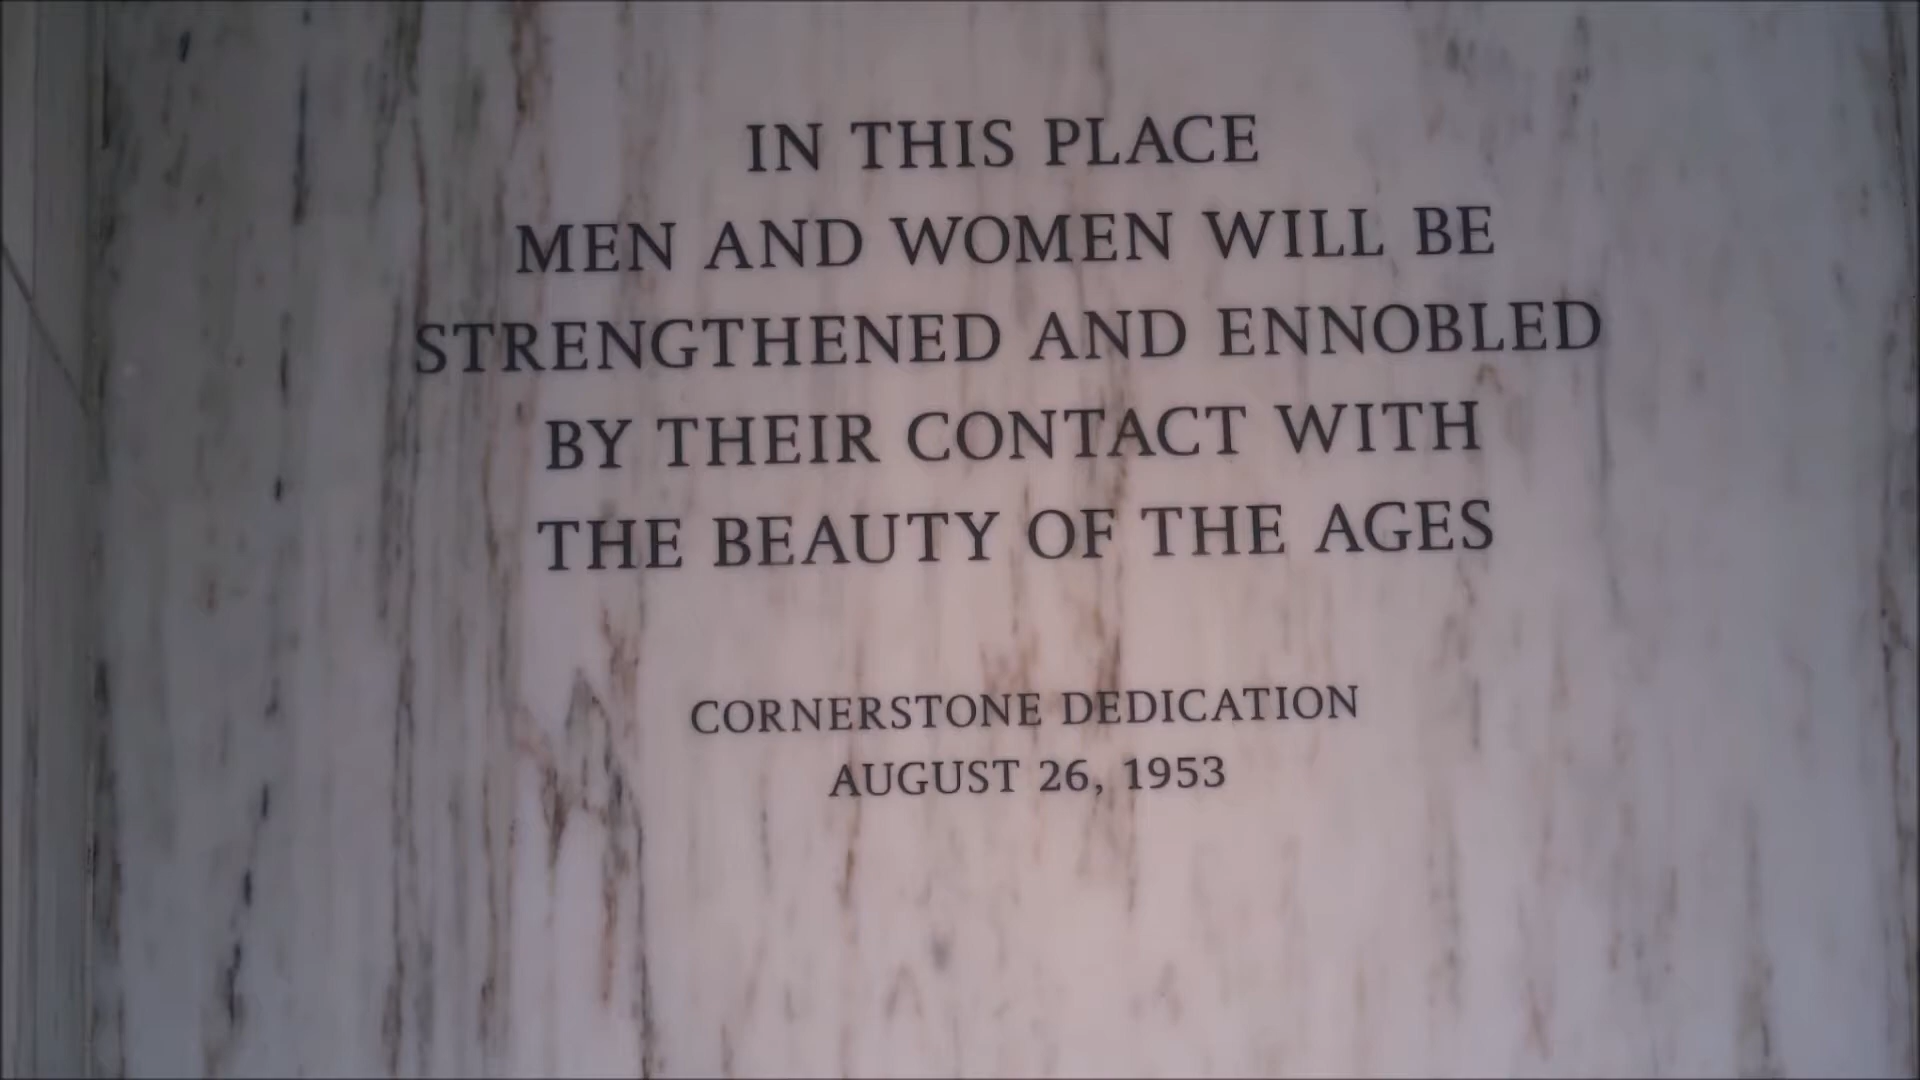 IN THIS PLACE
MEN AND WOMEN WILL BE
STRENGTHENED AND ENNOBLED
BY THEIR CONTACT WITH
THE BEAUTY OF THE AGES
CORNERSTONE DEDICATION
AUGUST 26, 1953